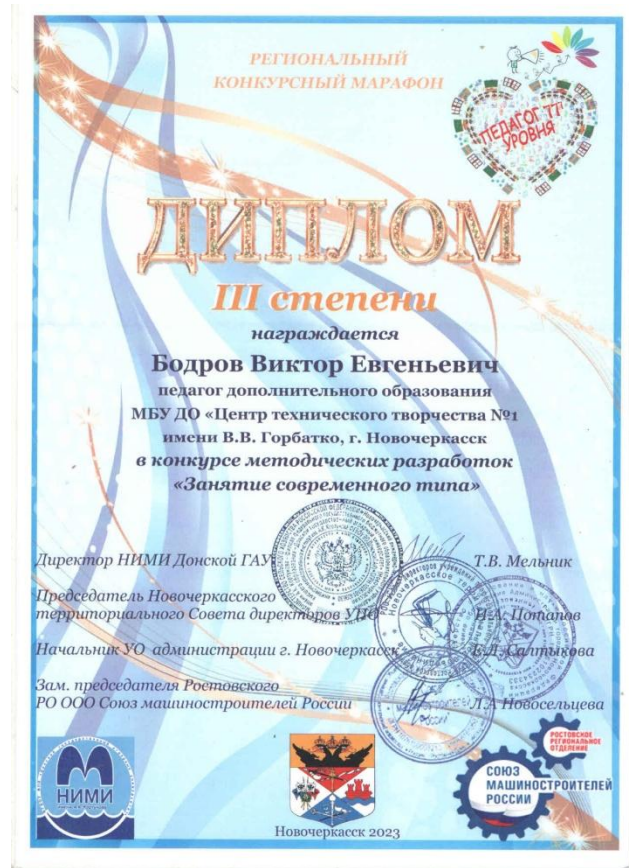 РЕГИОНАЛЬНЫЙ
КОНКУРСНЫЙ МАРАФОН
ПЕДАГОГ "П"
УРОВНЯ
ДИПЛОМ
III степени
награждается
Бодров Виктор Евгеньевич
педагог дополнительного образования
МБУ ДО «Центр технического творчества №1
имени В.В. Горбатко, г. Новочеркасск
в конкурсе методических разработок
«Занятие современного типа»
Директор НИМИ Донской ГАУ Т.В. Мельник
Председатель Новочеркасского
территориального Совета директоров УПО Н.А. Потапов
Начальник УО администрации г. Новочеркасск Е.Л. Салтыкова
Зам. председателя Ростовского
РО ООО Союз машиностроителей России Л.А Новосельцева
НИМИ
РОСТОВСКОЕ
РЕГИОНАЛЬНОЕ
ОТДЕЛЕНИЕ
СОЮЗ
МАШИНОСТРОИТЕЛЕЙ
РОССИИ
Новочеркасск 2023